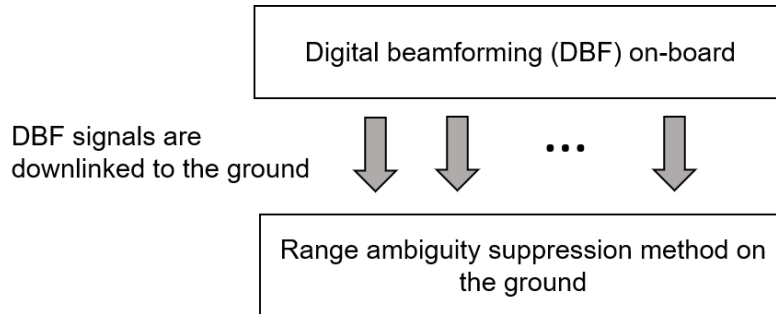 Digital beamforming (DBF) on-board
DBF signals are
downlinked to the ground
...
Range ambiguity suppression method on
the ground